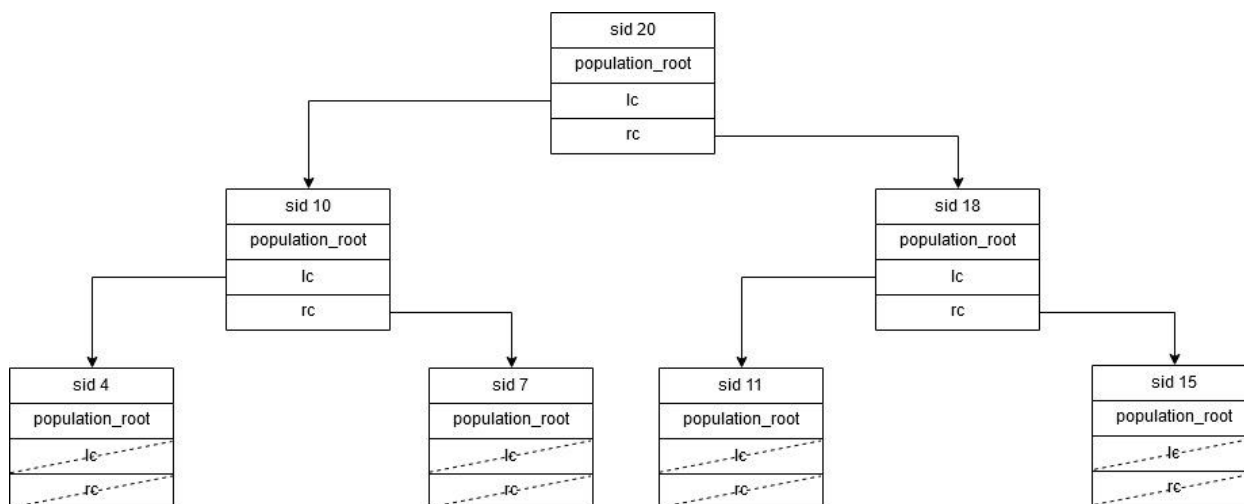 sid 20
population_root
lc
rc
sid 10
population_root
lc
rc
sid 18
population_root
lc
rc
sid 4
population_root
lc
rc
sid 7
population_root
lc
rc
sid 11
population_root
lc
rc
sid 15
population_root
lc
rc